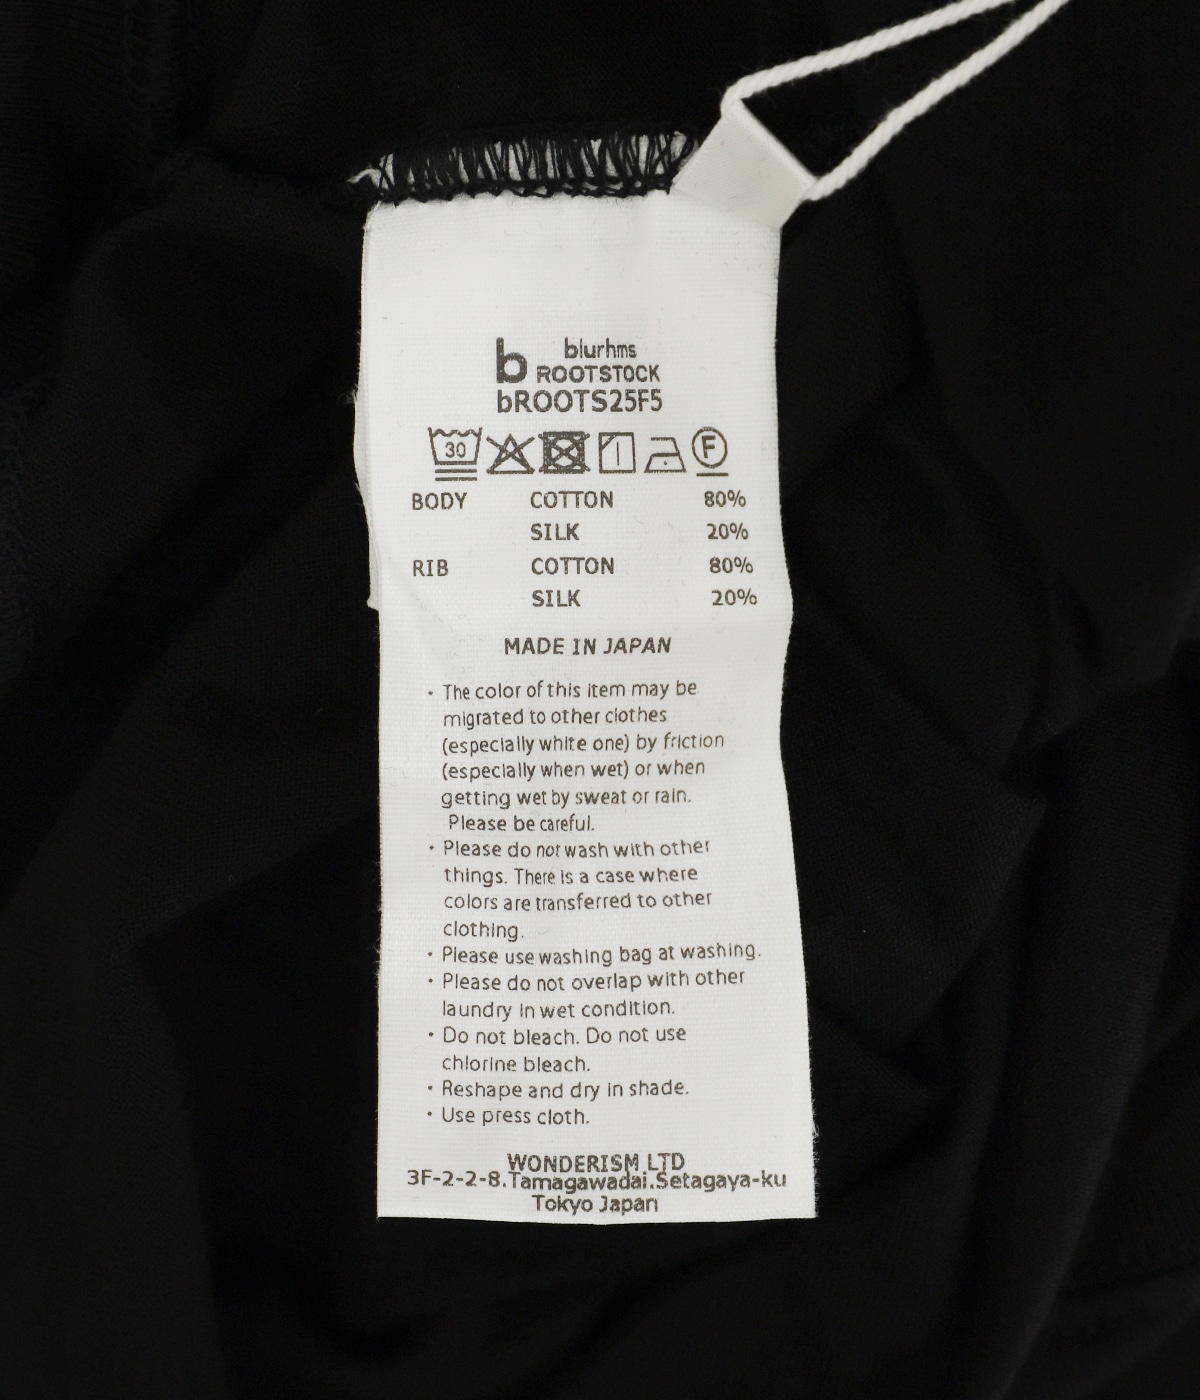 b blurhms
ROOTSTOCK
bROOTS25F5
30 F
BODY COTTON 80%
SILK 20%
RIB COTTON 80%
SILK 20%
MADE IN JAPAN
・The color of this item may be
migrated to other clothes
(especially white one) by friction
(especially when wet) or when
getting wet by sweat or rain.
Please be careful.
・Please do not wash with other
things. There is a case where
colors are transferred to other
clothing.
・Please use washing bag at washing.
・Please do not overlap with other
laundry in wet condition.
・Do not bleach. Do not use
chlorine bleach.
・Reshape and dry in shade.
・Use press cloth.
WONDERISM LTD
3F-2-2-8.Tamagawadai.Setagaya-ku
Tokyo Japan